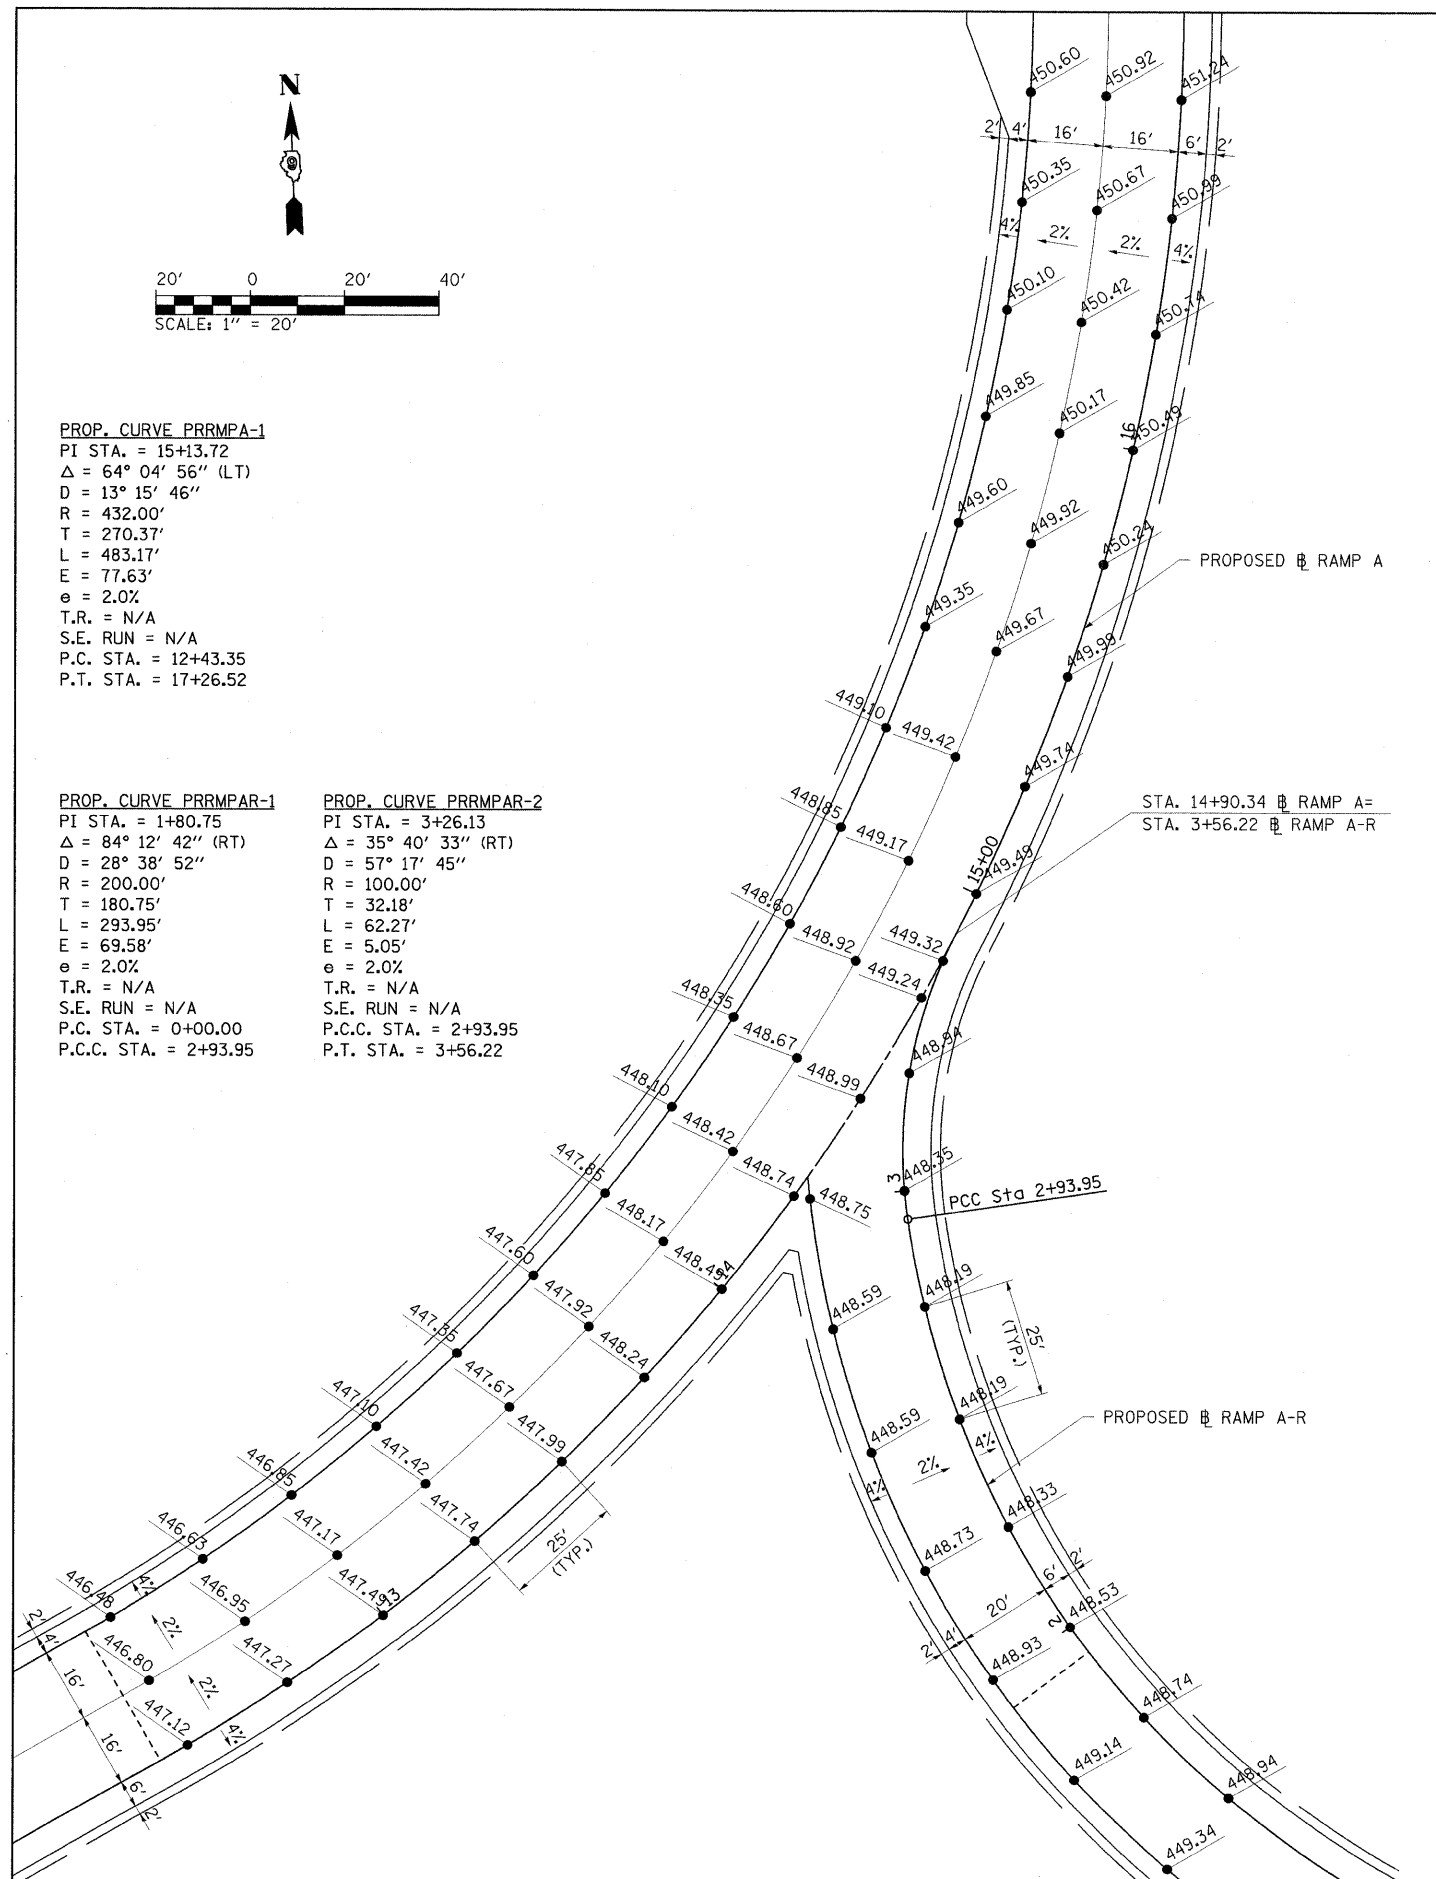 N
20' 0 20' 40'
SCALE: 1" = 20'
PROP. CURVE PRRMPA-1
PI STA. = 15+13.72
Δ = 64° 04' 56" (LT)
D = 13° 15' 46"
R = 432.00'
T = 270.37'
L = 483.17'
E = 77.63'
e = 2.0%
T.R. = N/A
S.E. RUN = N/A
P.C. STA. = 12+43.35
P.T. STA. = 17+26.52
PROP. CURVE PRRMPAR-1
PI STA. = 1+80.75
Δ = 84° 12' 42" (RT)
D = 28° 38' 52"
R = 200.00'
T = 180.75'
L = 293.95'
E = 69.58'
e = 2.0%
T.R. = N/A
S.E. RUN = N/A
P.C. STA. = 0+00.00
P.C.C. STA. = 2+93.95
PROP. CURVE PRRMPAR-2
PI STA. = 3+26.13
Δ = 35° 40' 33" (RT)
D = 57° 17' 45"
R = 100.00'
T = 32.18'
L = 62.27'
E = 5.05'
e = 2.0%
T.R. = N/A
S.E. RUN = N/A
P.C.C. STA. = 2+93.95
P.T. STA. = 3+56.22
450.60
450.92
451.24
2' 4' 16' 16' 6' 2'
450.35
450.67
450.99
4% 2% 2% 4%
450.10
450.42
450.74
449.85
450.17
16
450.49
449.60
449.92
450.24
PROPOSED ⅊ RAMP A
449.35
449.67
449.99
449.10
449.42
449.74
STA. 14+90.34 ⅊ RAMP A=
STA. 3+56.22 ⅊ RAMP A-R
448.85
449.17
15+00
449.49
448.60
448.92
449.32
449.24
448.35
448.67
448.94
448.99
448.10
448.42
448.74
448.75
3
448.35
PCC Sta 2+93.95
447.85
448.17
448.49
14
448.19
25'
(TYP.)
447.60
447.92
448.24
448.59
447.35
447.67
447.99
448.19
PROPOSED ⅊ RAMP A-R
448.59
4%
2%
4%
447.10
447.42
447.74
25'
(TYP.)
448.33
446.85
447.17
447.49
13
448.73
446.63
446.95
447.27
2' 4' 20' 6' 2'
2
448.53
446.48
446.80
447.12
4%
2%
2%
4%
2' 4' 16' 16' 6' 2'
448.93
448.74
449.14
448.94
449.34